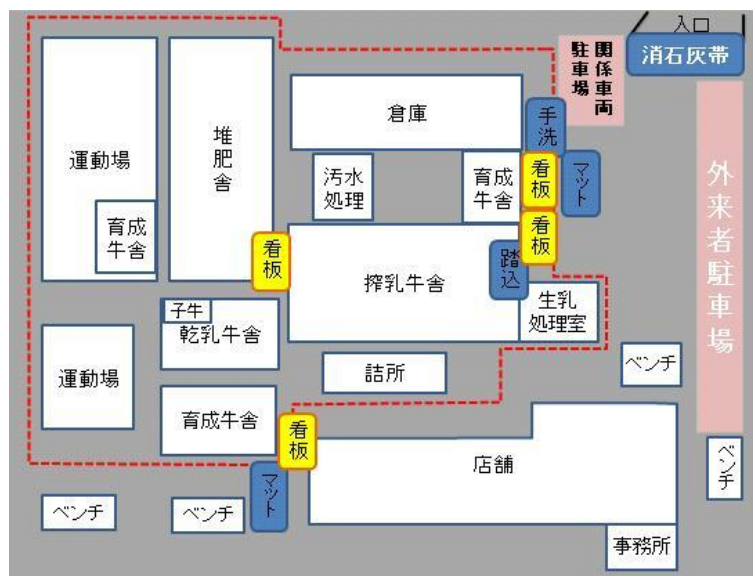 入口
消石灰帯
関係車両
駐車場
外来者駐車場
運動場
堆肥舎
倉庫
手洗
育成
牛舎
汚水
処理
育成
牛舎
看板
マット
看板
看板
搾乳牛舎
踏込
生乳
処理室
子牛
乾乳牛舎
運動場
詰所
ベンチ
育成牛舎
看板
店舗
ベンチ
マット
ベンチ
ベンチ
事務所